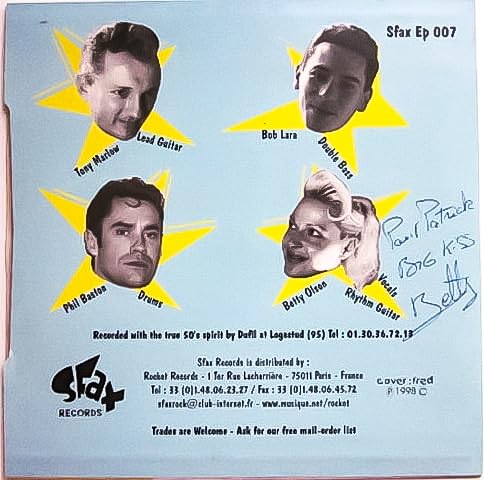 Sfax Ep 007
Tony Marlow
Lead Guitar
Bob Lara
Double Bass
Phil Baston
Drums
Betty Olson
Vocals
Rhythm Guitar
Pour Patrick
BIG KISS
Betty
Recorded with the true 50's spirit by Dufil at Logostud (95) Tel : 01.30.36.72.13
Sfax Records is distributed by :
Rocket Records - 1 Ter Rue Lacharrière - 75011 Paris - France
Tel : 33 (0)1.48.06.23.27 / Fax : 33 (0)1.48.06.45.72
sfaxrock@club-internet.fr - www.musique.net/rocket
Trades are Welcome - Ask for our free mail-order list
Sfax
RECORDS
cover:fred
℗ 1998 ©